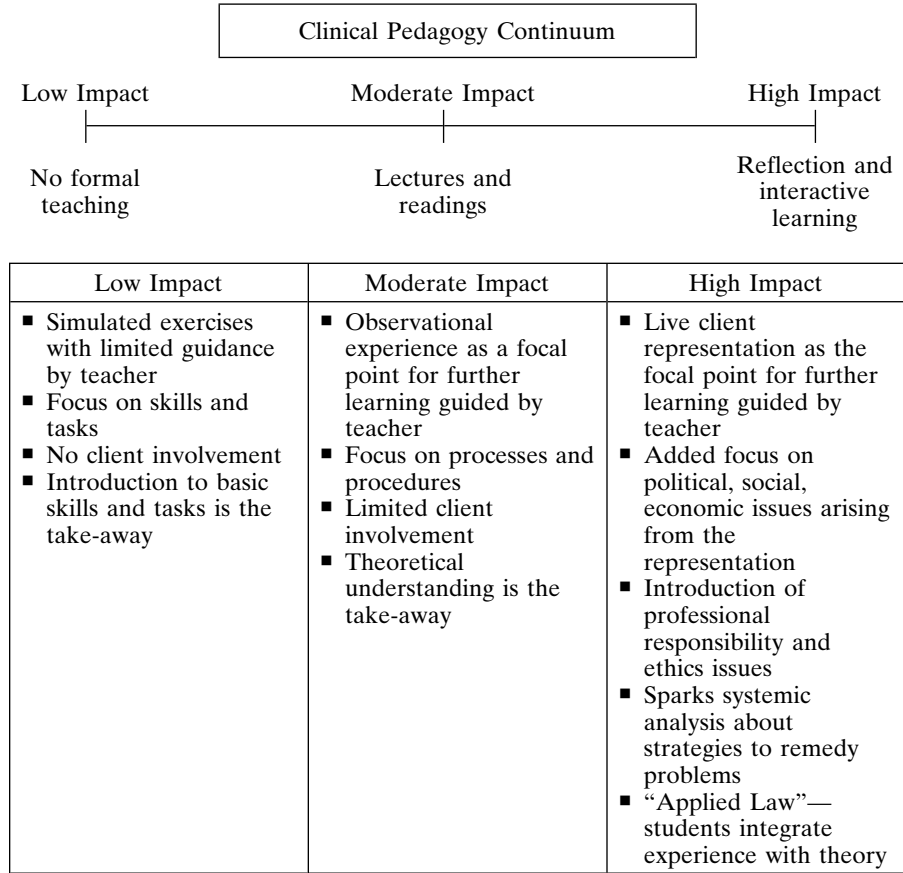 Clinical Pedagogy Continuum
Low Impact
Moderate Impact
High Impact
No formal
teaching
Lectures and
readings
Reflection and
interactive
learning
Low Impact
■ Simulated exercises
with limited guidance
by teacher
■ Focus on skills and
tasks
■ No client involvement
■ Introduction to basic
skills and tasks is the
take-away
Moderate Impact
■ Observational
experience as a focal
point for further
learning guided by
teacher
■ Focus on processes and
procedures
■ Limited client
involvement
■ Theoretical
understanding is the
take-away
High Impact
■ Live client
representation as the
focal point for further
learning guided by
teacher
■ Added focus on
political, social,
economic issues arising
from the
representation
■ Introduction of
professional
responsibility and
ethics issues
■ Sparks systemic
analysis about
strategies to remedy
problems
■ “Applied Law”—
students integrate
experience with theory